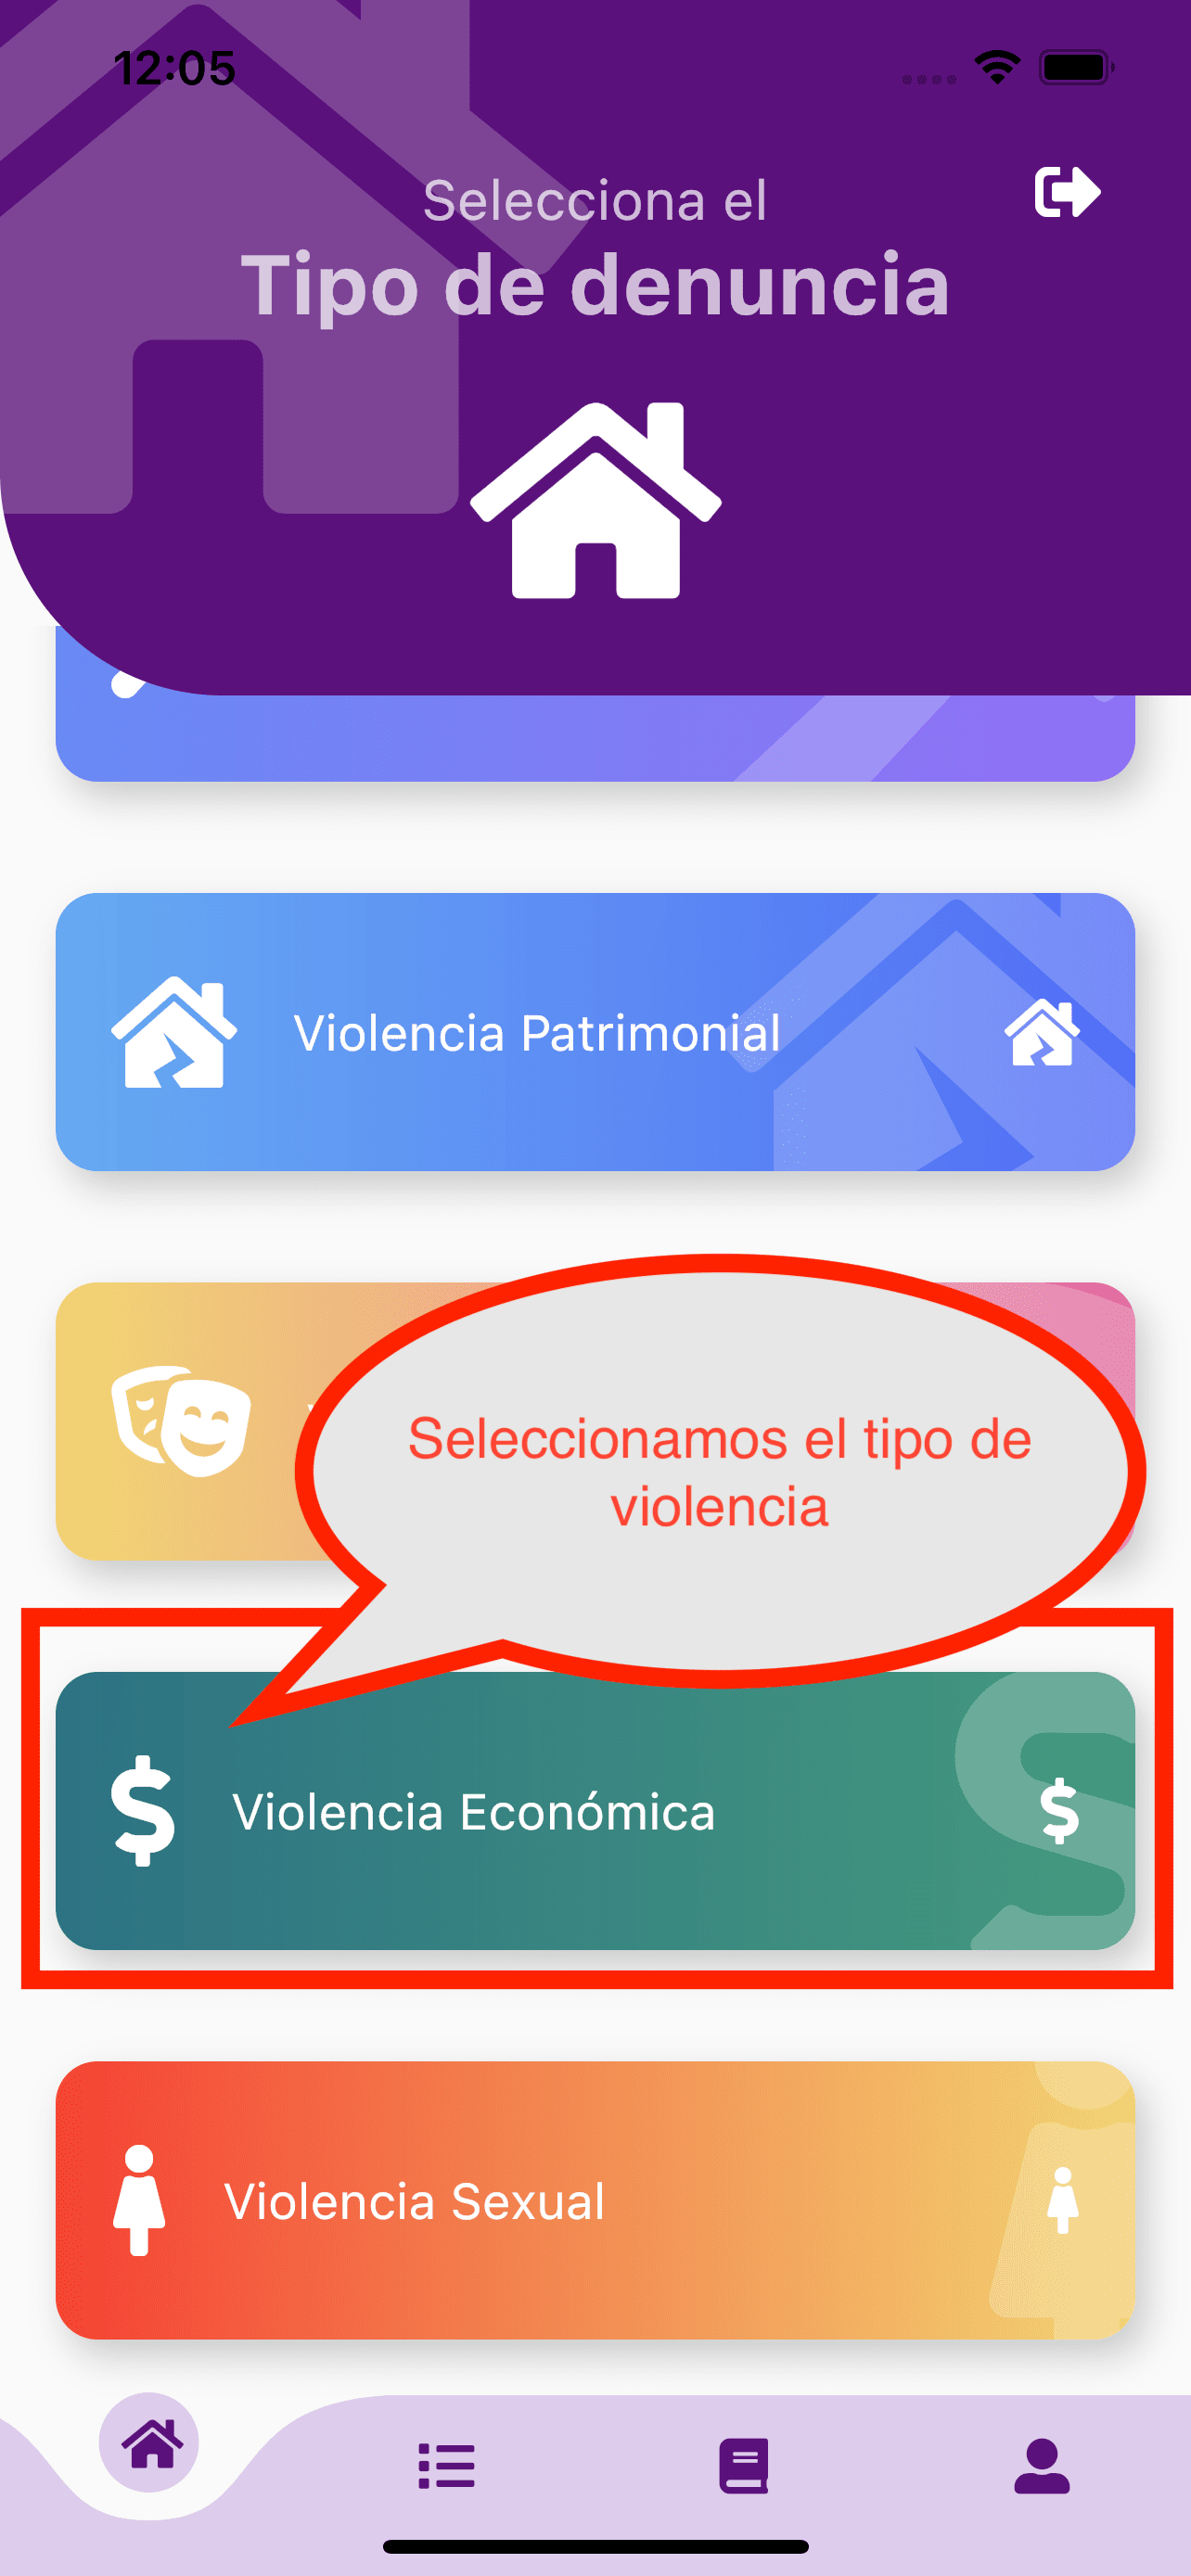 12:05
Selecciona el
Tipo de denuncia
Violencia Patrimonial
Seleccionamos el tipo de
violencia
Violencia Económica
Violencia Sexual